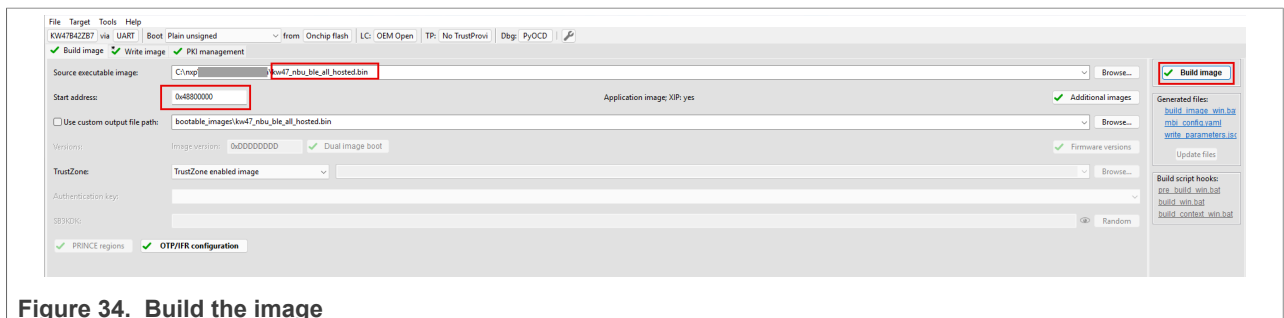 File Target Tools Help
KW47B42ZB7 via UART Boot Plain unsigned from Onchip flash LC: OEM Open TP: No TrustProvi Dbg: PyOCD
Build image Write image PKI management
Source executable image: C:\nxp \kw47_nbu_ble_all_hosted.bin Browse... Build image
Start address: 0x48800000 Application image; XIP: yes Additional images Generated files:
build_image_win.ba
Use custom output file path: bootable_images\kw47_nbu_ble_all_hosted.bin Browse... mbi_config.yaml
write_parameters.jso
Versions: Image version: 0xDDDDDDDD Dual image boot Firmware versions Update files
TrustZone: TrustZone enabled image Browse... Build script hooks:
pre_build_win.bat
Authentication key: build_win.bat
build_context_win.bat
SB3KDK: Random
PRINCE regions OTP/IFR configuration
Figure 34. Build the image